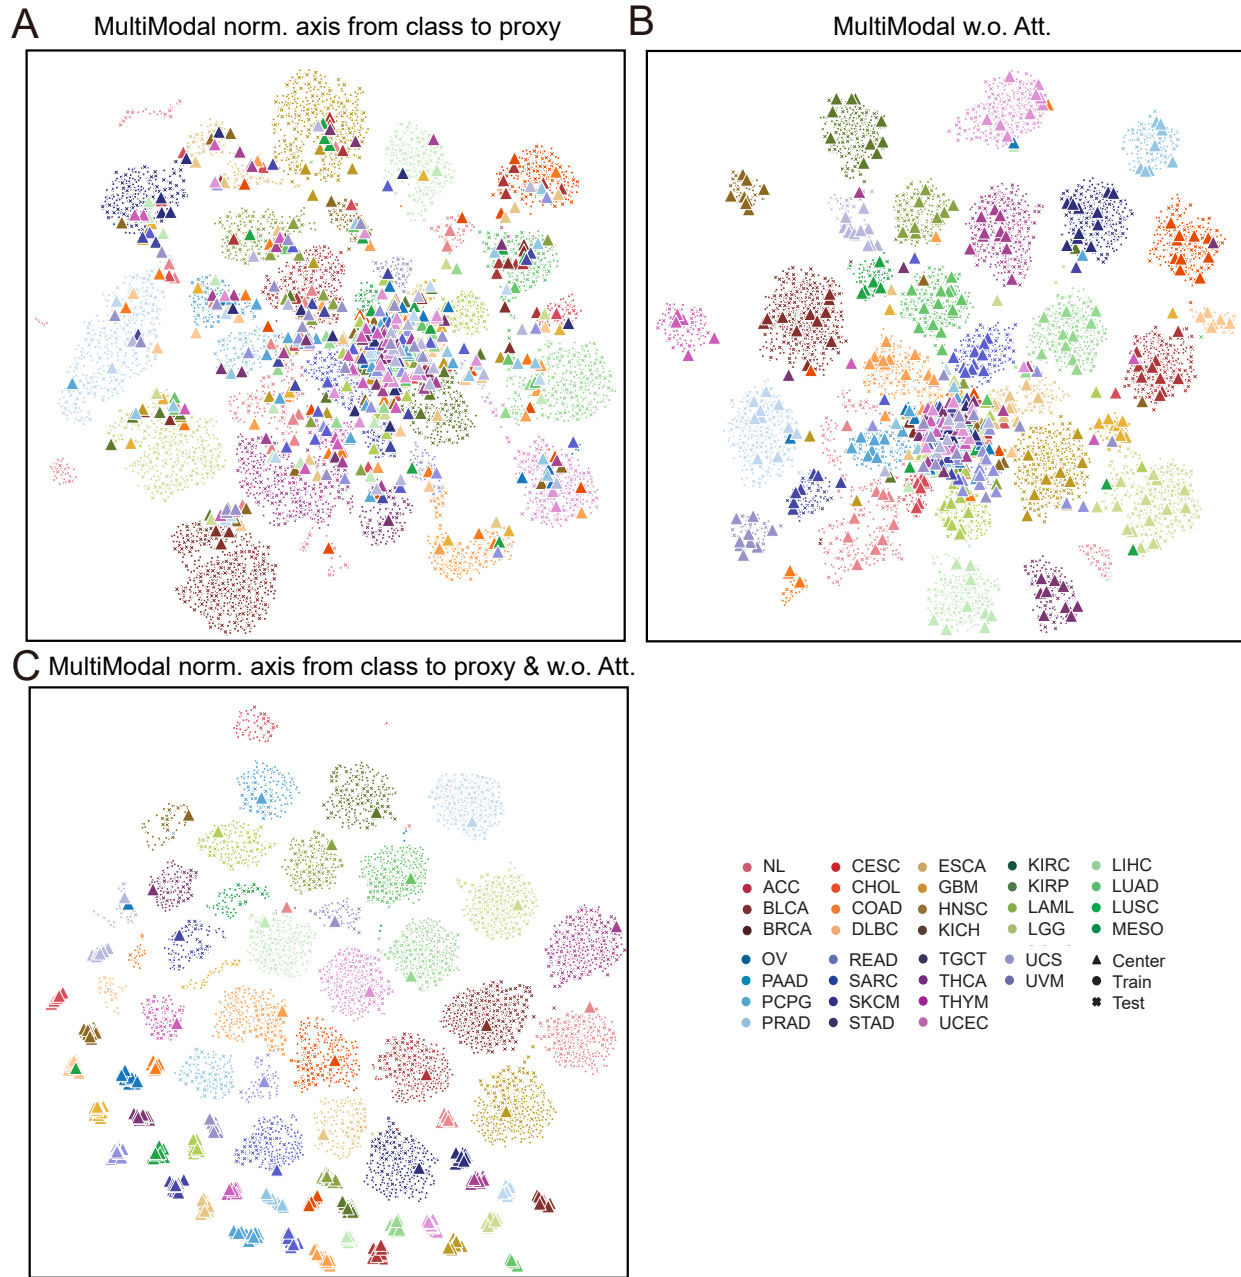 A MultiModal norm. axis from class to proxy
B MultiModal w.o. Att.
C MultiModal norm. axis from class to proxy & w.o. Att.
NL CESC ESCA KIRC LIHC
ACC CHOL GBM KIRP LUAD
BLCA COAD HNSC LAML LUSC
BRCA DLBC KICH LGG MESO
OV READ TGCT UCS Center
PAAD SARC THCA UVM Train
PCPG SKCM THYM Test
PRAD STAD UCEC